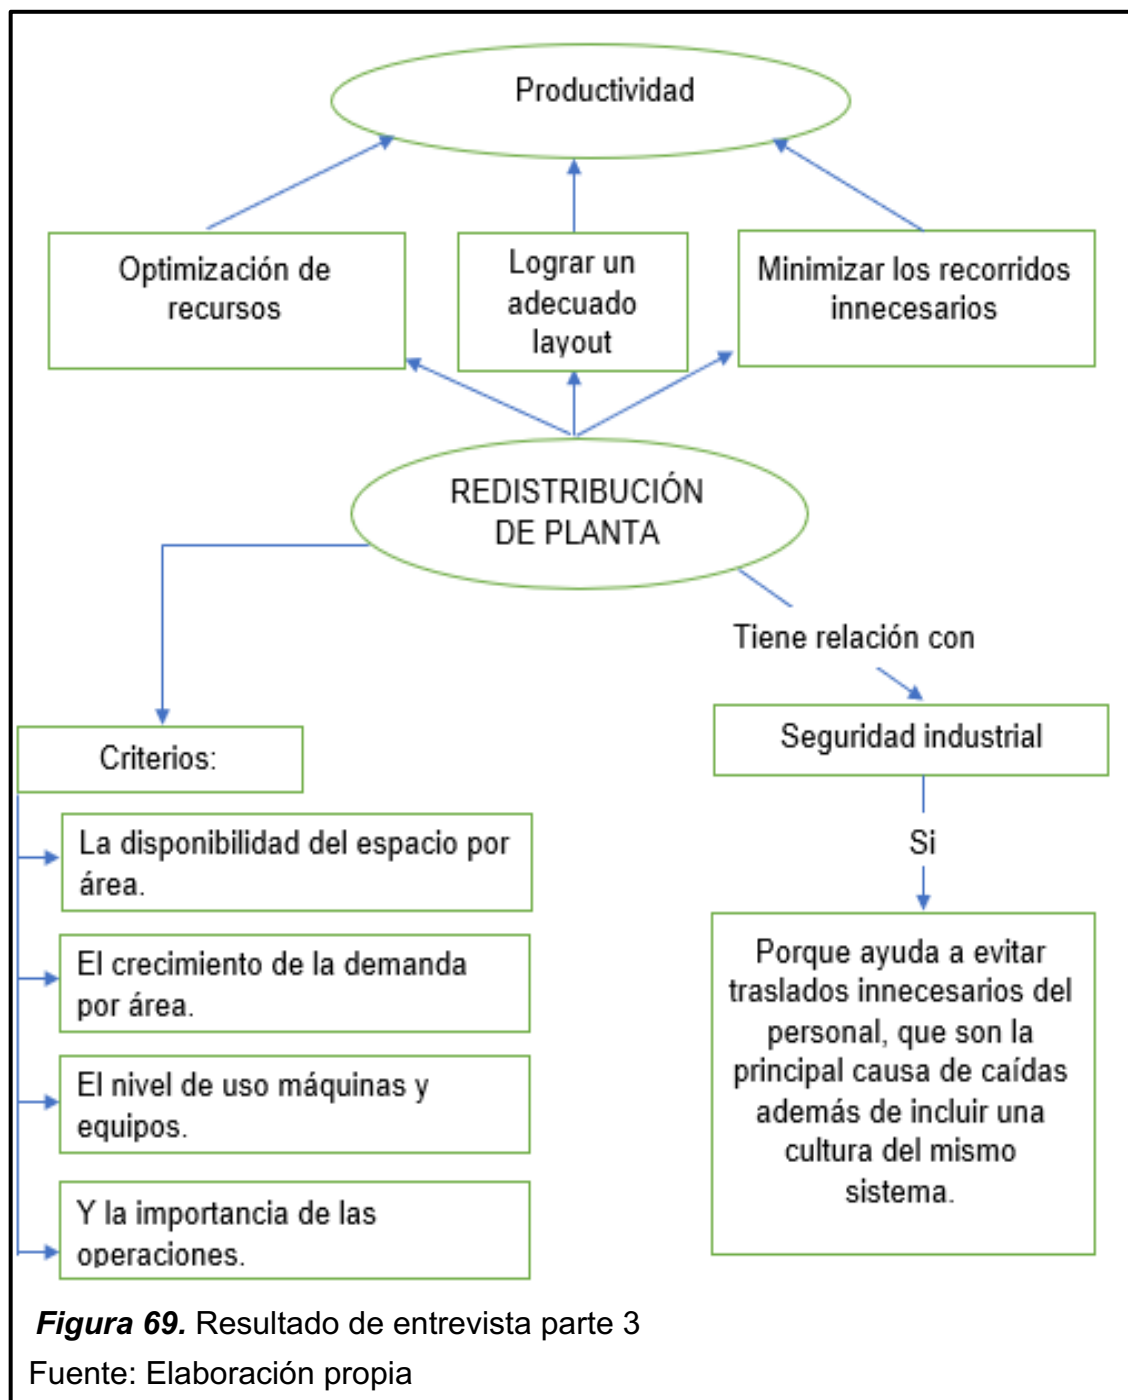 Productividad
Optimización de
recursos
Lograr un
adecuado
layout
Minimizar los recorridos
innecesarios
REDISTRIBUCIÓN
DE PLANTA
Tiene relación con
Criterios:
La disponibilidad del espacio por
área.
El crecimiento de la demanda
por área.
El nivel de uso máquinas y
equipos.
Y la importancia de las
operaciones.
Seguridad industrial
Si
Porque ayuda a evitar
traslados innecesarios del
personal, que son la
principal causa de caídas
además de incluir una
cultura del mismo
sistema.
Figura 69. Resultado de entrevista parte 3
Fuente: Elaboración propia